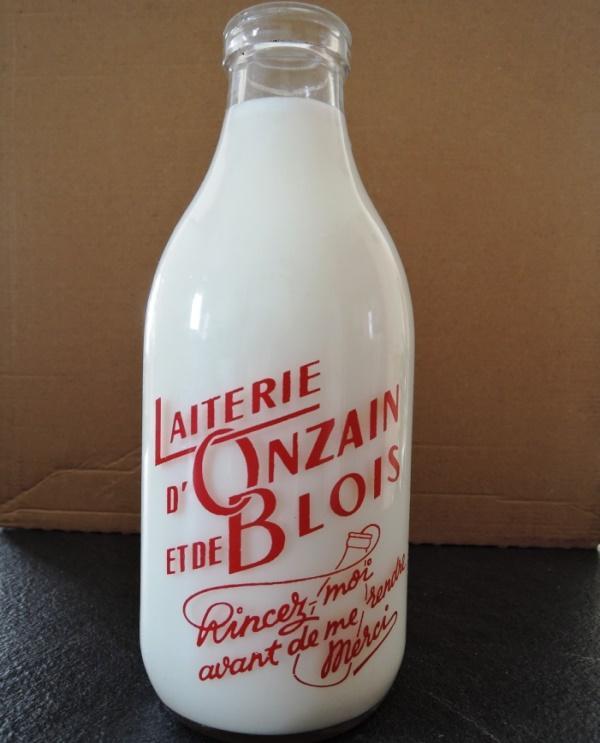 LAITERIE
D'ONZAIN
ET DE BLOIS
Rincez-moi
avant de me rendre
Merci